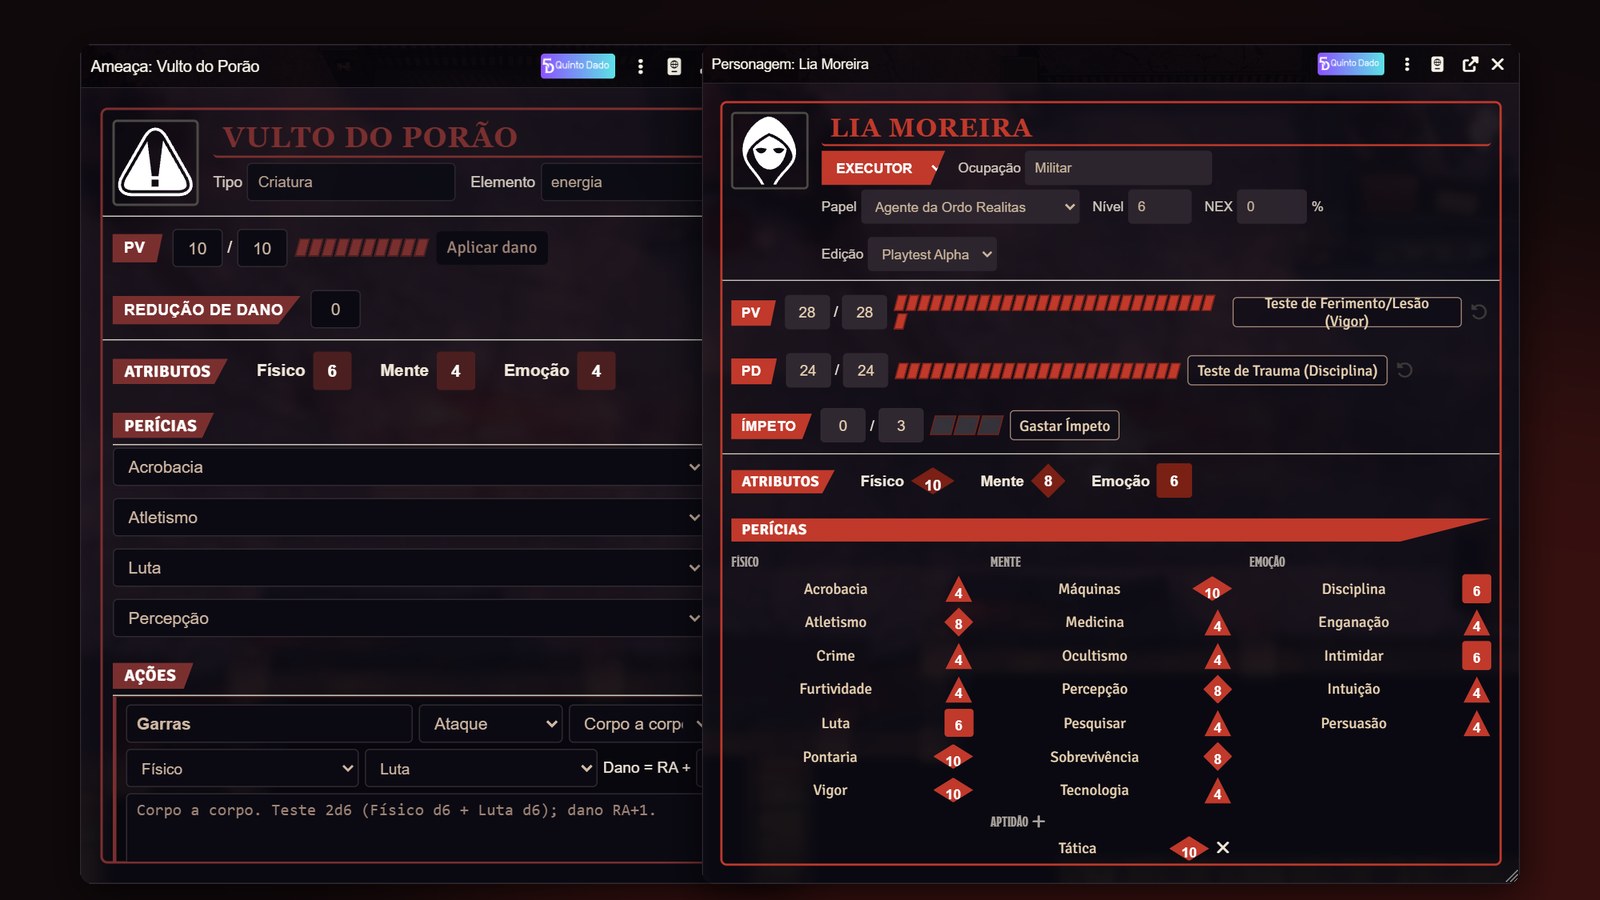 Ameaça: Vulto do Porão
Quinto Dado
VULTO DO PORÃO
Tipo Criatura Elemento energia
PV 10 / 10 Aplicar dano
REDUÇÃO DE DANO 0
ATRIBUTOS Físico 6 Mente 4 Emoção 4
PERÍCIAS
Acrobacia
Atletismo
Luta
Percepção
AÇÕES
Garras Ataque Corpo a corpo
Físico Luta Dano = RA +
Corpo a corpo. Teste 2d6 (Físico d6 + Luta d6); dano RA+1.
Personagem: Lia Moreira
Quinto Dado
LIA MOREIRA
EXECUTOR Ocupação Militar
Papel Agente da Ordo Realitas Nível 6 NEX 0 %
Edição Playtest Alpha
PV 28 / 28 Teste de Ferimento/Lesão
(Vigor)
PD 24 / 24 Teste de Trauma (Disciplina)
ÍMPETO 0 / 3 Gastar Ímpeto
ATRIBUTOS Físico 10 Mente 8 Emoção 6
PERÍCIAS
FÍSICO MENTE EMOÇÃO
Acrobacia 4 Máquinas 10 Disciplina 6
Atletismo 8 Medicina 4 Enganação 4
Crime 4 Ocultismo 4 Intimidar 6
Furtividade 4 Percepção 8 Intuição 4
Luta 6 Pesquisar 4 Persuasão 4
Pontaria 10 Sobrevivência 8
Vigor 10 Tecnologia 4
APTIDÃO +
Tática 10